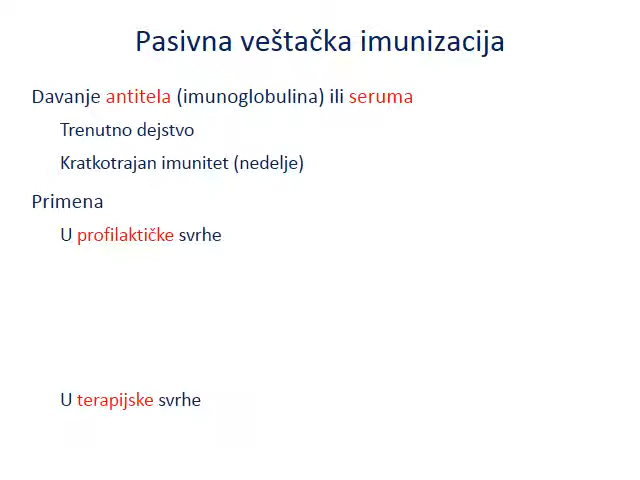 Pasivna veštačka imunizacija
Davanje antitela (imunoglobulina) ili seruma
Trenutno dejstvo
Kratkotrajan imunitet (nedelje)
Primena
U profilaktičke svrhe
U terapijske svrhe